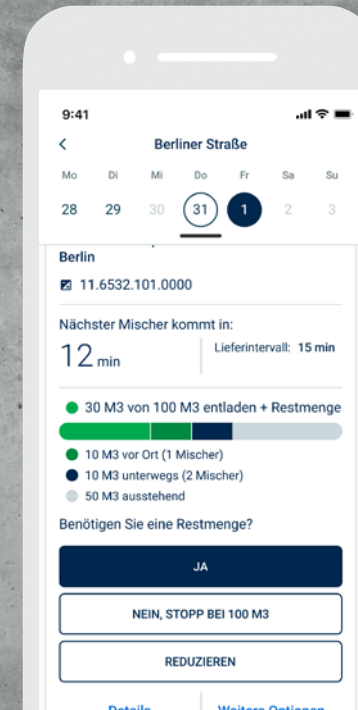 9:41
Berliner Straße
Mo Di Mi Do Fr Sa Su
28 29 30 31 1 2 3
Berlin
11.6532.101.0000
Nächster Mischer kommt in:
12 min Lieferintervall: 15 min
30 M3 von 100 M3 entladen + Restmenge
10 M3 vor Ort (1 Mischer)
10 M3 unterwegs (2 Mischer)
50 M3 ausstehend
Benötigen Sie eine Restmenge?
JA
NEIN, STOPP BEI 100 M3
REDUZIEREN
Details Weitere Optionen